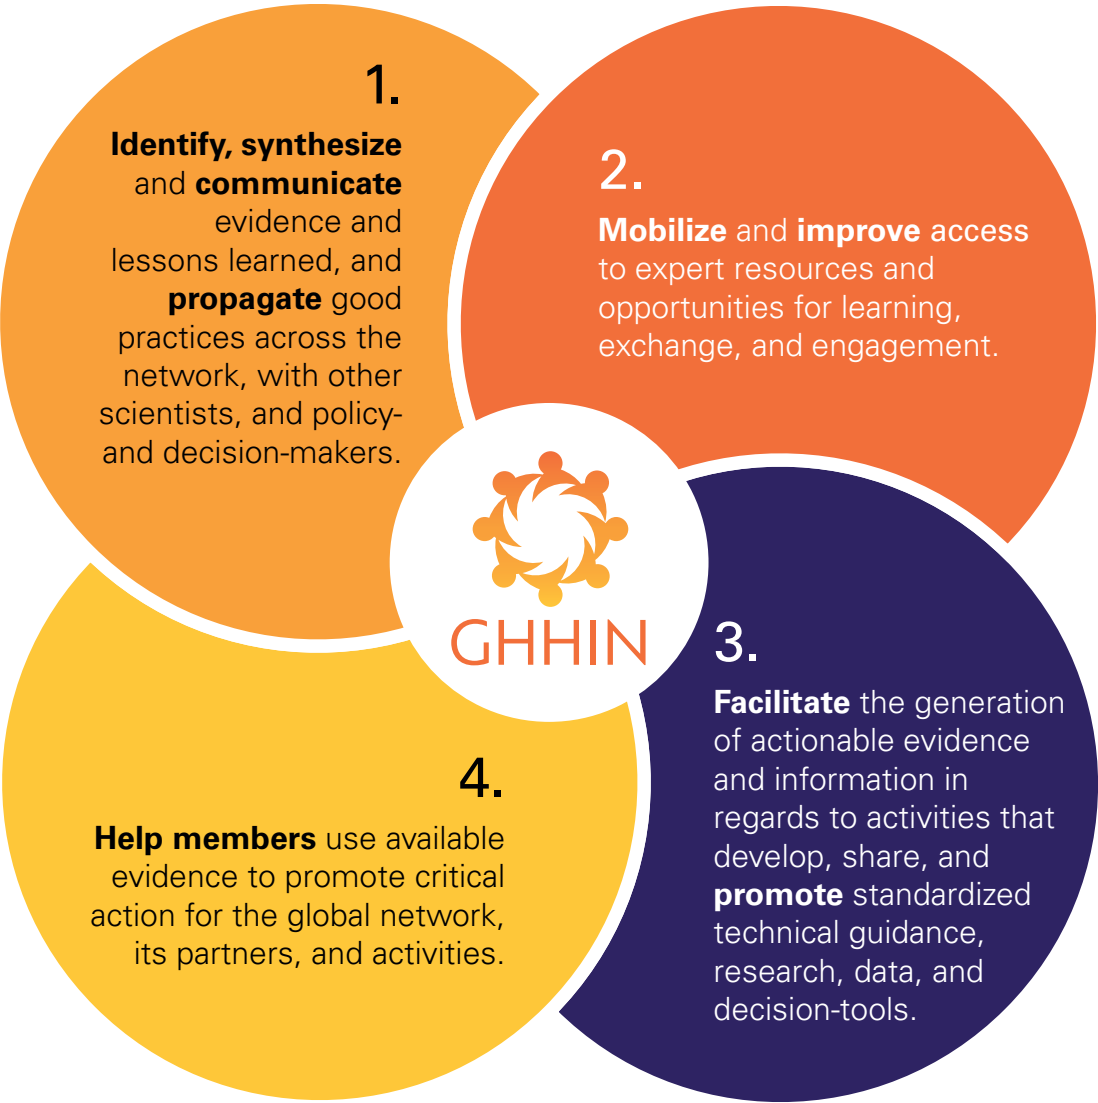 1.
Identify, synthesize
and communicate
evidence and
lessons learned, and
propagate good
practices across the
network, with other
scientists, and policy-
and decision-makers.
2.
Mobilize and improve access
to expert resources and
opportunities for learning,
exchange, and engagement.
GHHIN
3.
Facilitate the generation
of actionable evidence
and information in
regards to activities that
develop, share, and
promote standardized
technical guidance,
research, data, and
decision-tools.
4.
Help members use available
evidence to promote critical
action for the global network,
its partners, and activities.